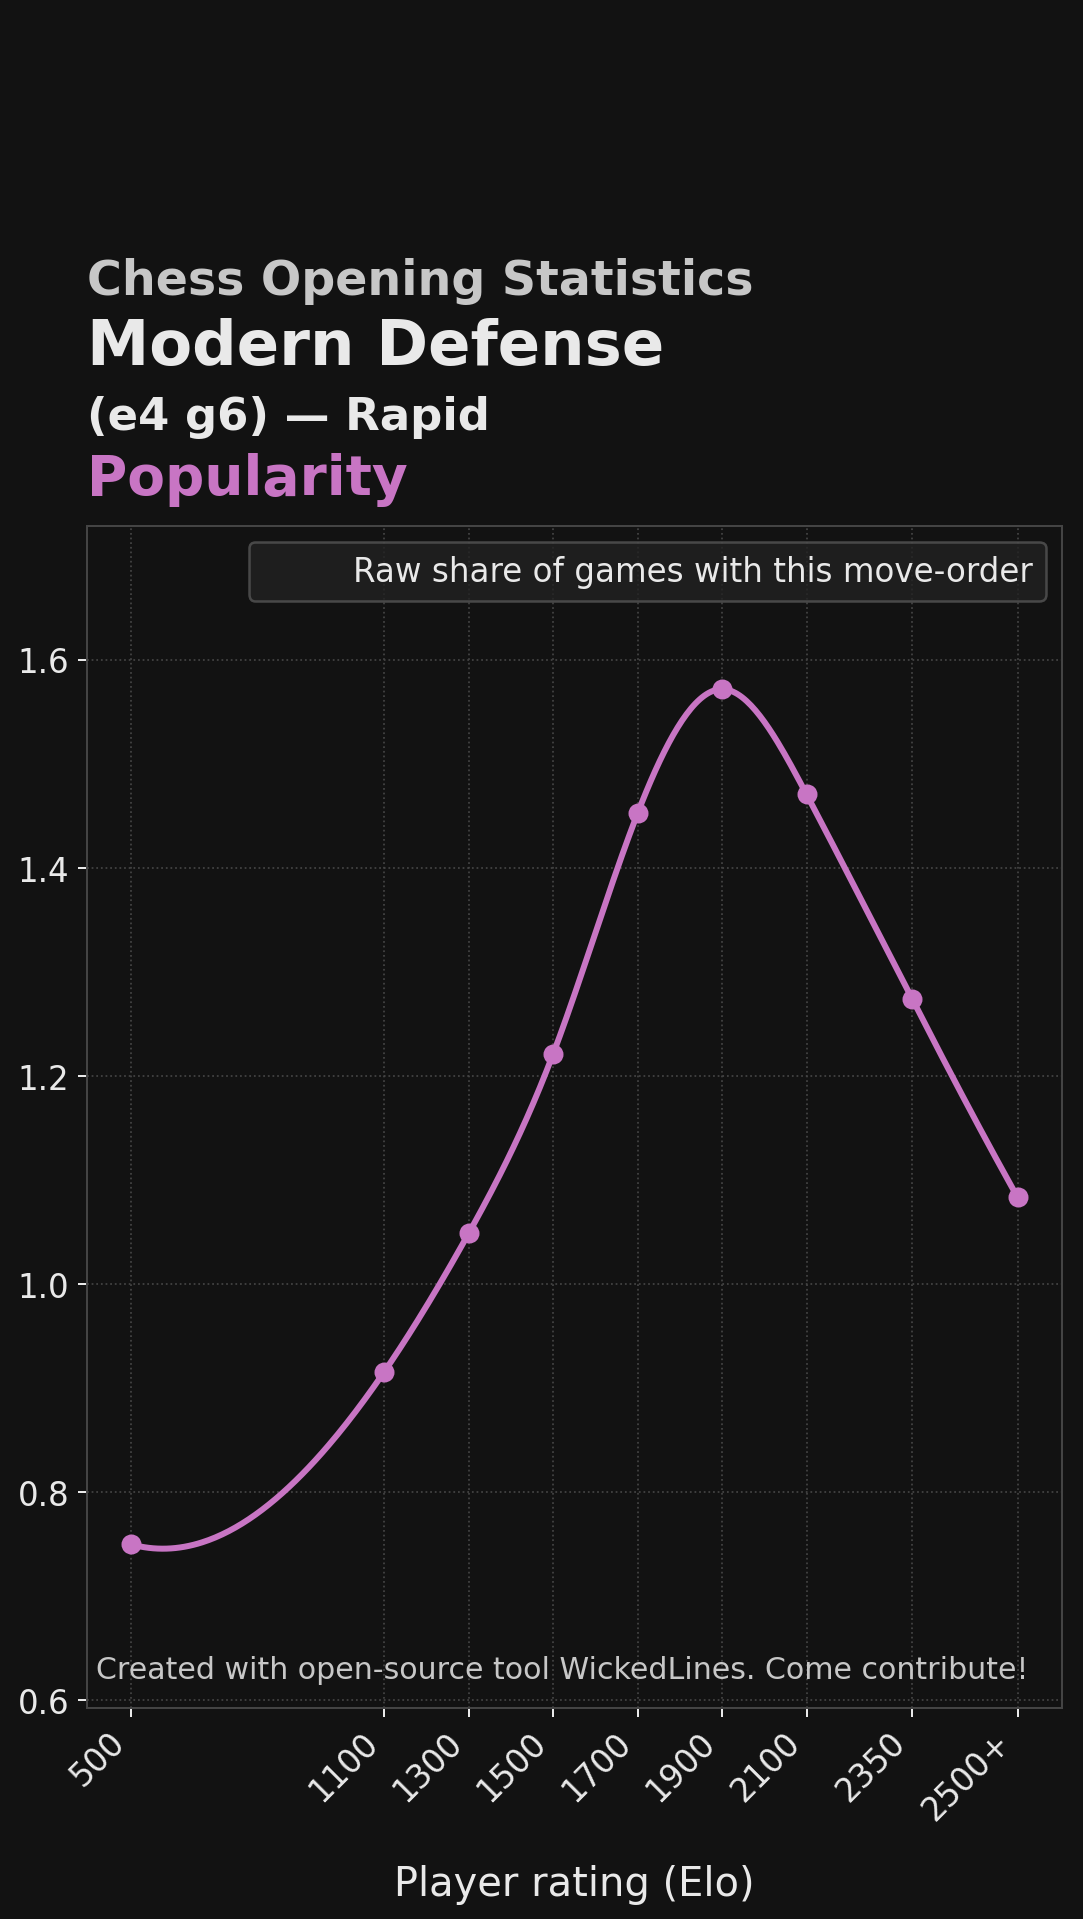 Chess Opening Statistics
Modern Defense
(e4 g6) — Rapid
Popularity
Raw share of games with this move-order
1.6
1.4
1.2
1.0
0.8
0.6
Created with open-source tool WickedLines. Come contribute!
500
1100
1300
1500
1700
1900
2100
2350
2500+
Player rating (Elo)